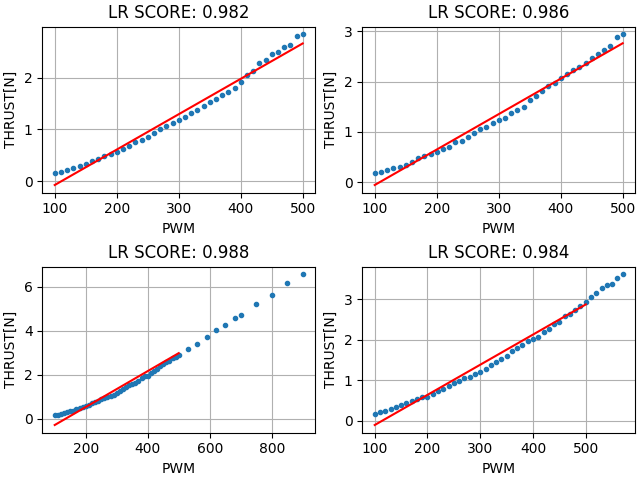 LR SCORE: 0.982
THRUST[N]
2
1
0
100 200 300 400 500
PWM
LR SCORE: 0.986
THRUST[N]
3
2
1
0
100 200 300 400 500
PWM
LR SCORE: 0.988
THRUST[N]
6
4
2
0
200 400 600 800
PWM
LR SCORE: 0.984
THRUST[N]
3
2
1
0
100 200 300 400 500
PWM